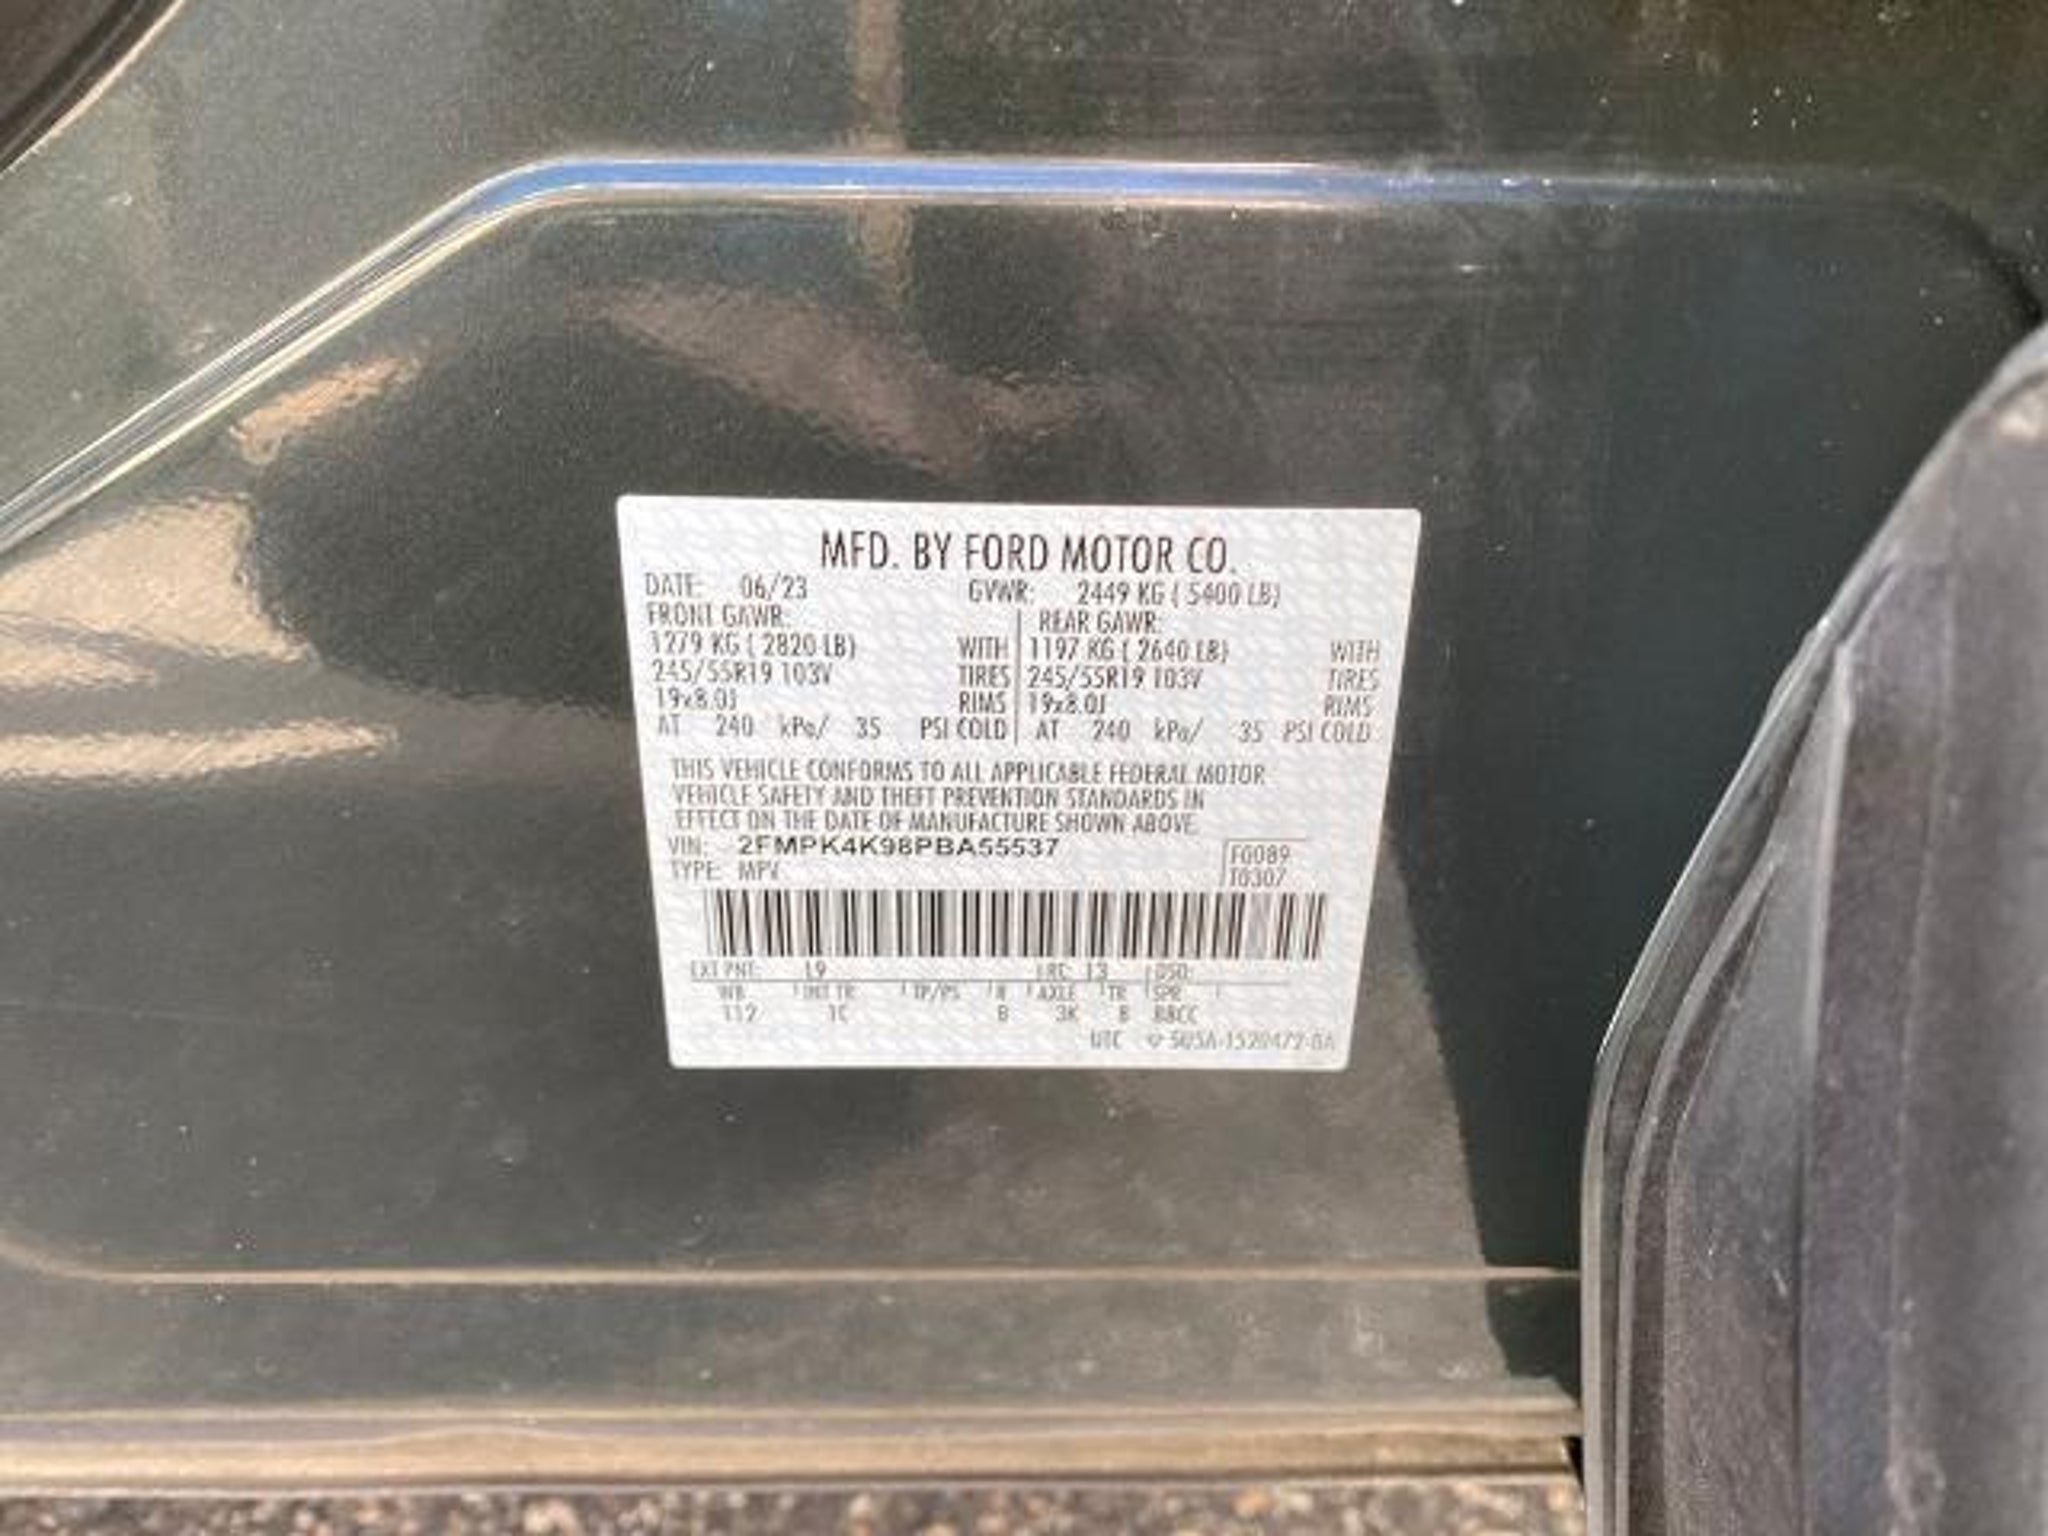 MFD. BY FORD MOTOR CO.
DATE: 06/23 GVWR: 2449 KG ( 5400 LB)
FRONT GAWR: REAR GAWR:
1279 KG ( 2820 LB) WITH 1197 KG ( 2640 LB) WITH
245/55R19 103V TIRES 245/55R19 103V TIRES
19x8.0J RIMS 19x8.0J RIMS
AT 240 kPa/ 35 PSI COLD AT 240 kPa/ 35 PSI COLD
THIS VEHICLE CONFORMS TO ALL APPLICABLE FEDERAL MOTOR
VEHICLE SAFETY AND THEFT PREVENTION STANDARDS IN
EFFECT ON THE DATE OF MANUFACTURE SHOWN ABOVE.
VIN: 2FMPK4K98PBA55537 F0089
TYPE: MPV T0307
EXT PNT: RC: 13 DSO:
WB INT TR TP/PS R AXLE TR SPR
112 1C B 3K B
UTC